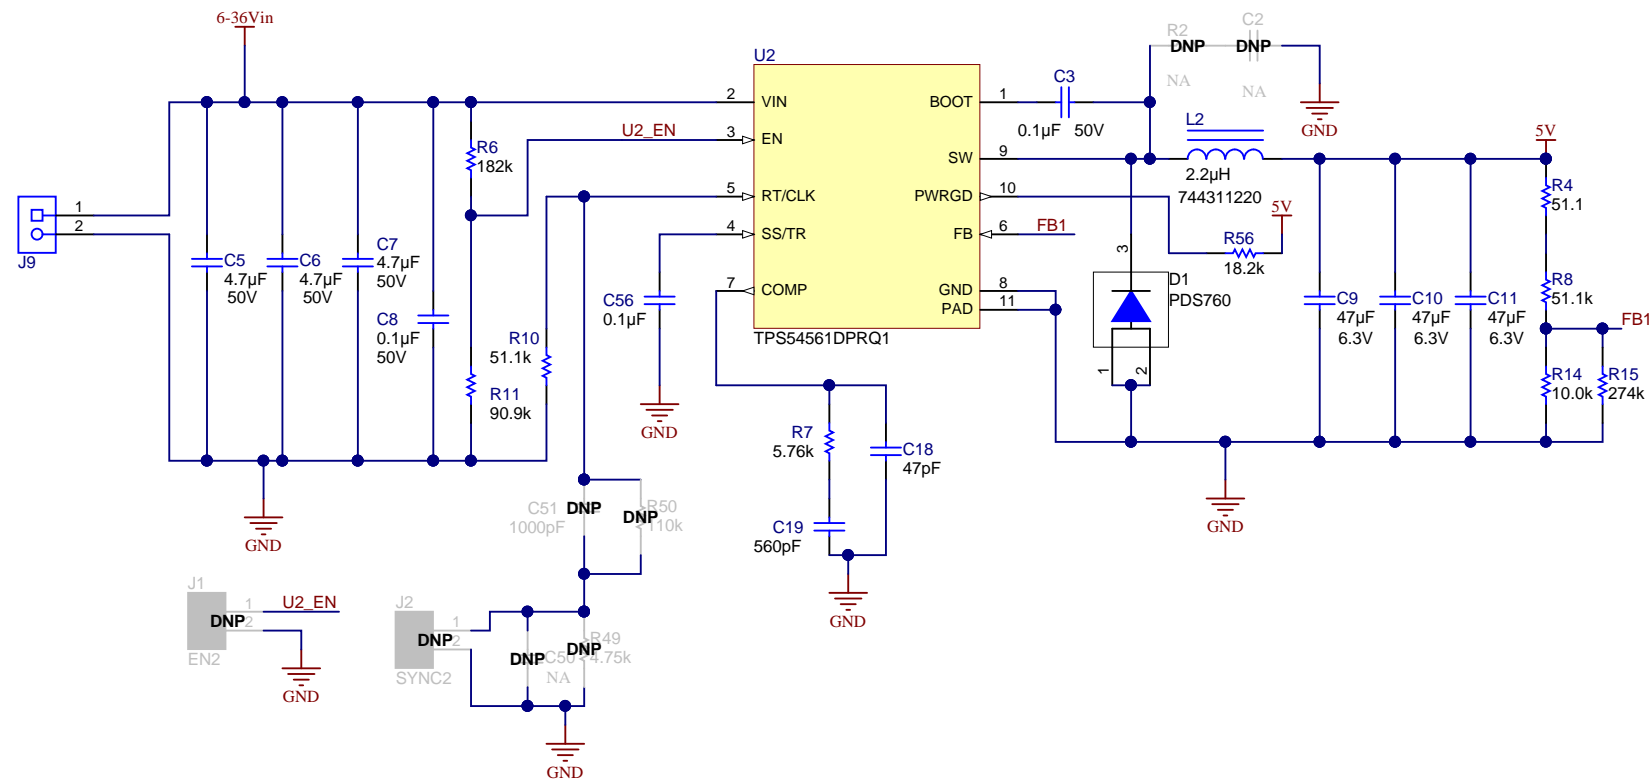 6-36Vin
R2
DNP
NA
C2
DNP
NA
GND
U2
2
VIN
3
EN
5
RT/CLK
4
SS/TR
7
COMP
BOOT
1
SW
9
PWRGD
10
FB
6
GND
8
PAD
11
TPS54561DPRQ1
U2_EN
FB1
C3
0.1µF
50V
L2
2.2µH
744311220
5V
R56
18.2k
5V
R4
51.1
R8
51.1k
FB1
R14
10.0k
R15
274k
3
D1
PDS760
1
2
C9
47µF
6.3V
C10
47µF
6.3V
C11
47µF
6.3V
GND
1
2
J9
C5
4.7µF
50V
C6
4.7µF
50V
C7
4.7µF
50V
C8
0.1µF
50V
R6
182k
R11
90.9k
R10
51.1k
C56
0.1µF
GND
GND
R7
5.76k
C18
47pF
C19
560pF
GND
C51
1000pF
DNP
R50
110k
DNP
J1
DNP
1
2
EN2
U2_EN
GND
J2
DNP
1
2
SYNC2
DNP
C50
NA
DNP
R49
4.75k
GND